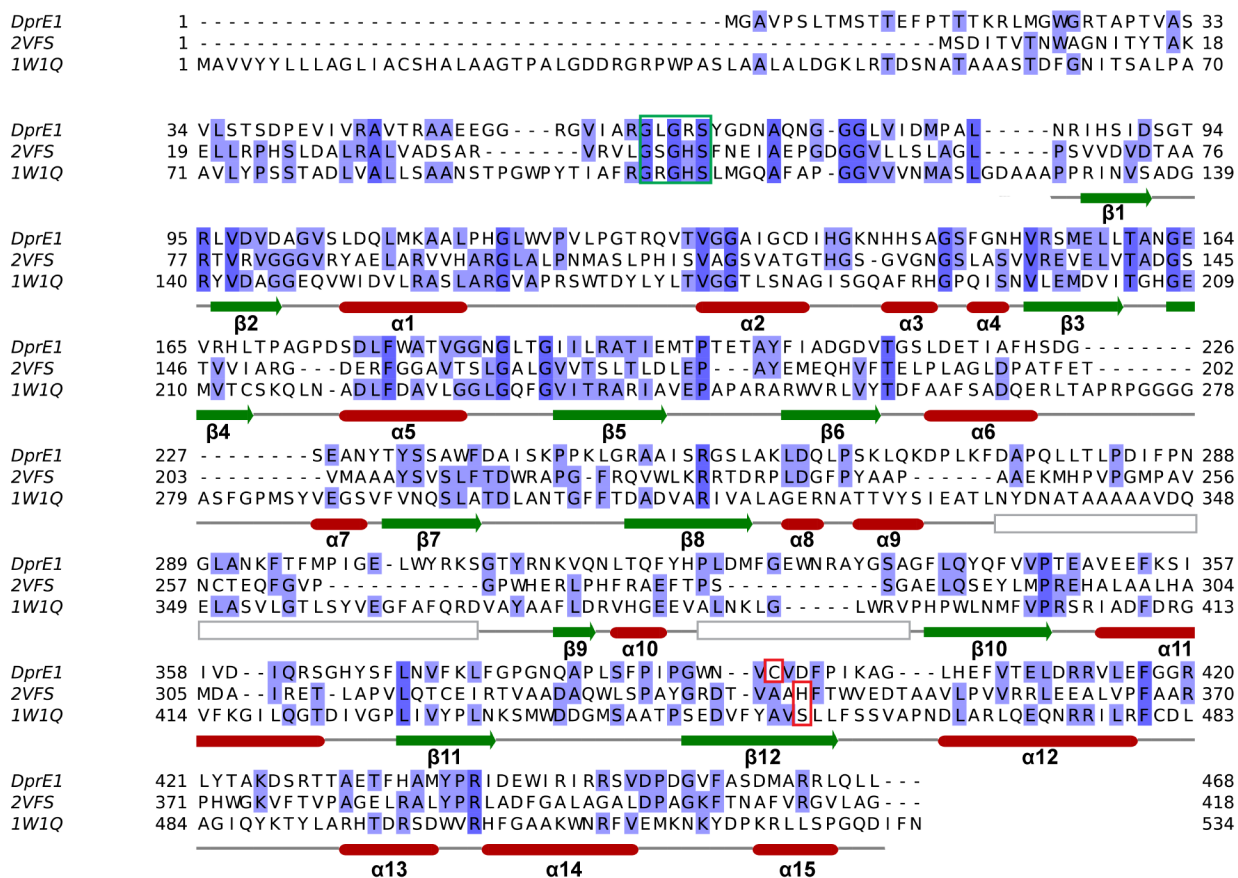 DprE1 1 -------------------------------------MGAVPSLTMSTTEFPTTTKRLMGWGRTAPTVAS 33
2VFS 1 ----------------------------------------------------MSDITVTNWAGNITYTAK 18
1W1Q 1 MAVVYYLLLAGLIACSHALAAGTPALGDDRGRPWPASLAALALDGKLRTDSNATAAASTDFGNITSALPA 70
DprE1 34 VLSTSDPEVIVRAVTRAAEEGG---RGVIARGLGRSYGDNAQNG-GGLVIDMPAL-----NRIHSIDSGT 94
2VFS 19 ELLRPHSLDALRALVADSAR-------VRVLGSGHSFNEIAEPGDGGVLLSLAGL-----PSVVDVDTAA 76
1W1Q 71 AVLYPSSTADLVALLSAANSTPGWPYTIAFRGRGHSLMGQAFAP-GGVVVNMASLGDAAAPPRINVSADG 139
β1
DprE1 95 RLVDVDAGVSLDQLMKAALPHGLWVPVLPGTRQVTVGGAIGCDIHGKNHHSAGSFGNHVRSMELLTANGE 164
2VFS 77 RTVRVGGGVRYAELARVVHARGLALPNMASLPHISVAGSVATGTHGS-GVGNGSLASVVREVELVTADGS 145
1W1Q 140 RYVDAGGEQVWIDVLRASLARGVAPRSWTDYLYLTVGGTLSNAGISGQAFRHGPQISNVLEMDVITGHGE 209
β2 α1 α2 α3 α4 β3
DprE1 165 VRHLTPAGPDSDLFWATVGGNGLTGIILRATIEMTPTETAYFIADGDVTGSLDETIAFHSDG-------- 226
2VFS 146 TVVIARG---DERFGGAVTSLGALGVVTSLTLDLEP---AYEMEQHVFTELPLAGLDPATFET------- 202
1W1Q 210 MVTCSKQLN-ADLFDAVLGGLGQFGVITRARIAVEPAPARARWVRLVYTDFAAFSADQERLTAPRPGGGG 278
β4 α5 β5 β6 α6
DprE1 227 --------SEANYTYSSAWFDAISKPPKLGRAAISRGSLAKLDQLPSKLQKDPLKFDAPQLLTLPDIFPN 288
2VFS 203 --------VMAAAYSVSLFTDWRAPG-FRQVWLKRRTDRPLDGFPYAAP-----AAEKMHPVPGMPAV 256
1W1Q 279 ASFGPMSYVEGSVFVNQSLATDLANTGFFTDADVARIVALAGERNATTVYSIEATLNYDNATAAAAAVDQ 348
α7 β7 β8 α8 α9
DprE1 289 GLANKFTFMPIGE-LWYRKSGTYRNKVQNLTQFYHPLDMFGEWNRAYGSAGFLQYQFVVPTEAVEEFKSI 357
2VFS 257 NCTEQFGVP-----------GPWHERLPHFRAEFTPS-----------SGAELQSEYLMPREHALAALHA 304
1W1Q 349 ELASVLGTLSYVEGFAFQRDVAYAAFLDRVHGEEVALNKLG-----LWRVPHPWLNMFVPRSRIADFDRG 413
β9 α10 β10 α11
DprE1 358 IVD--IQRSGHYSFLNVFKLFGPGNQAPLSFPIPGWN--VCVDFPIKAG--LHEFVTELDRRVLEFGGR 420
2VFS 305 MDA--IRET-LAPVLQTCEIRTVAADAQWLSPAYGRDT-VAAHFTWVEDTAAVLPVVRRLEEALVPFAAR 370
1W1Q 414 VFKGILQGTDIVGPLIVYPLNKSMWDDGMSAATPSEDVFYAVSLLFSSVAPNDLARLQEQNRRILRFCDL 483
β11 β12 α12
DprE1 421 LYTAKDSRTTAETFHAMYPRIDEWIRIRRSVDPDGVFASDMARRLQLL--- 468
2VFS 371 PHWGKVFTVPAGELRALYPRLADFGALAGALDPAGKFTNAFVRGVLAG--- 418
1W1Q 484 AGIQYKTYLARHTDRSDWVRHFGAAKWNRFVEMKNKYDPKRLLSPGQDIFN 534
α13 α14 α15